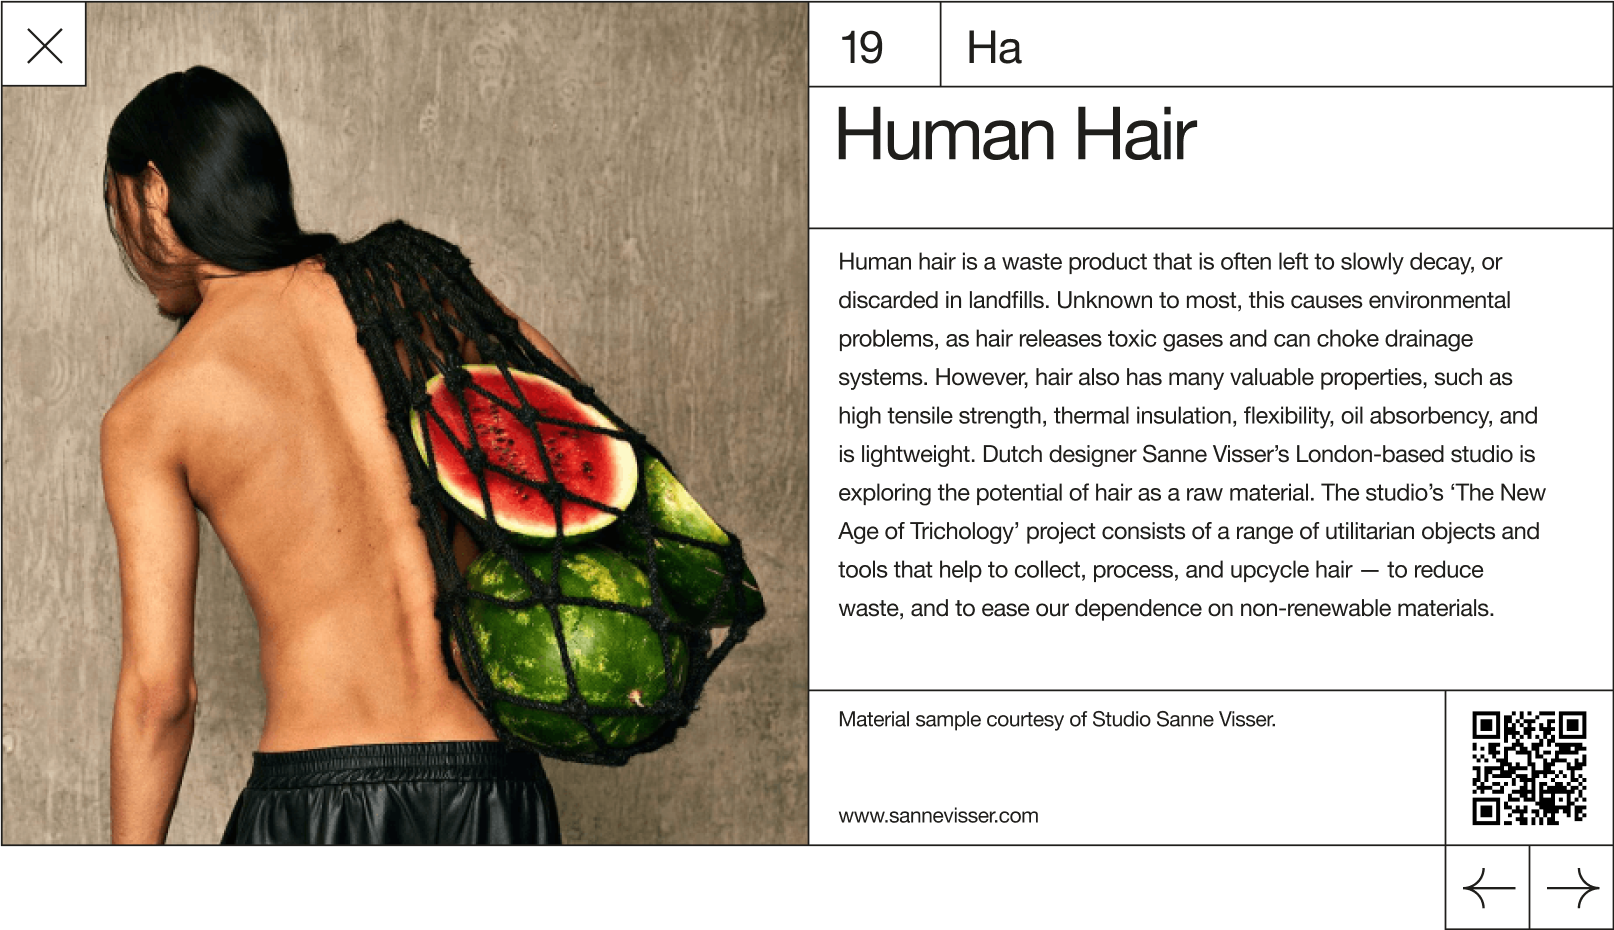 19
Ha
Human Hair
Human hair is a waste product that is often left to slowly decay, or
discarded in landfills. Unknown to most, this causes environmental
problems, as hair releases toxic gases and can choke drainage
systems. However, hair also has many valuable properties, such as
high tensile strength, thermal insulation, flexibility, oil absorbency, and
is lightweight. Dutch designer Sanne Visser’s London-based studio is
exploring the potential of hair as a raw material. The studio’s ‘The New
Age of Trichology’ project consists of a range of utilitarian objects and
tools that help to collect, process, and upcycle hair — to reduce
waste, and to ease our dependence on non-renewable materials.
Material sample courtesy of Studio Sanne Visser.
www.sannevisser.com